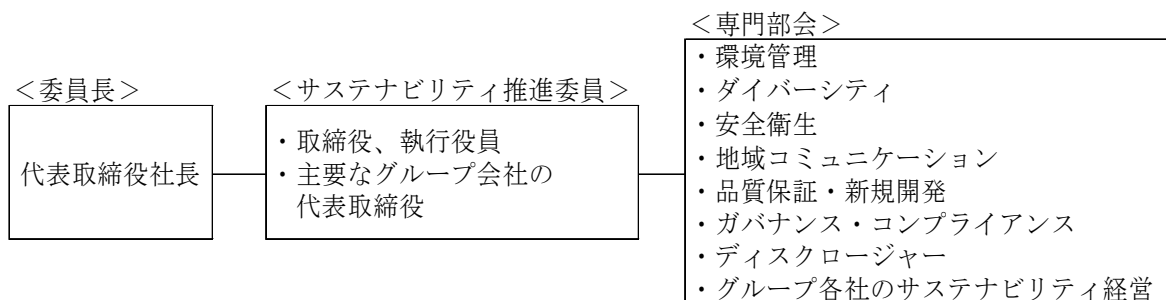 ＜委員長＞
代表取締役社長
＜サステナビリティ推進委員＞
・取締役、執行役員
・主要なグループ会社の
代表取締役
＜専門部会＞
・環境管理
・ダイバーシティ
・安全衛生
・地域コミュニケーション
・品質保証・新規開発
・ガバナンス・コンプライアンス
・ディスクロージャー
・グループ各社のサステナビリティ経営